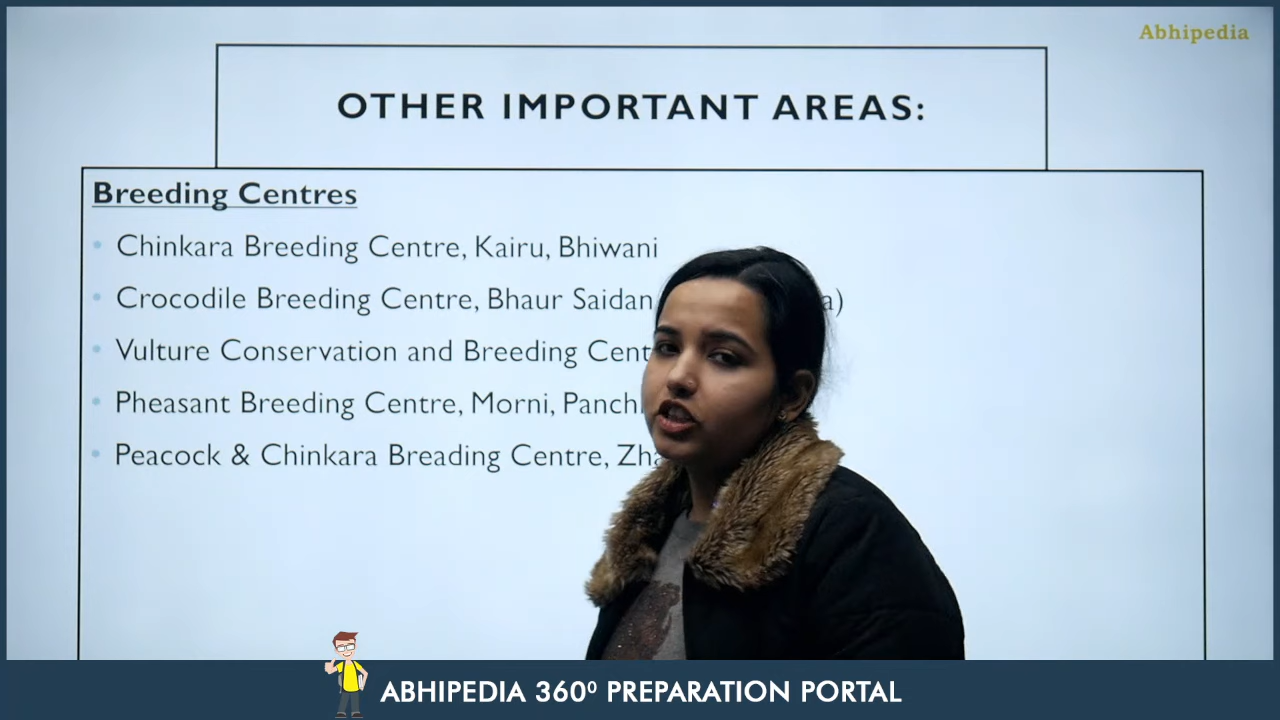 Abhipedia
OTHER IMPORTANT AREAS:
Breeding Centres
• Chinkara Breeding Centre, Kairu, Bhiwani
• Crocodile Breeding Centre, Bhaur Saidan
• Vulture Conservation and Breeding
• Pheasant Breeding Centre, Morni,
• Peacock & Chinkara Breading Centre,
ABHIPEDIA 360⁰ PREPARATION PORTAL